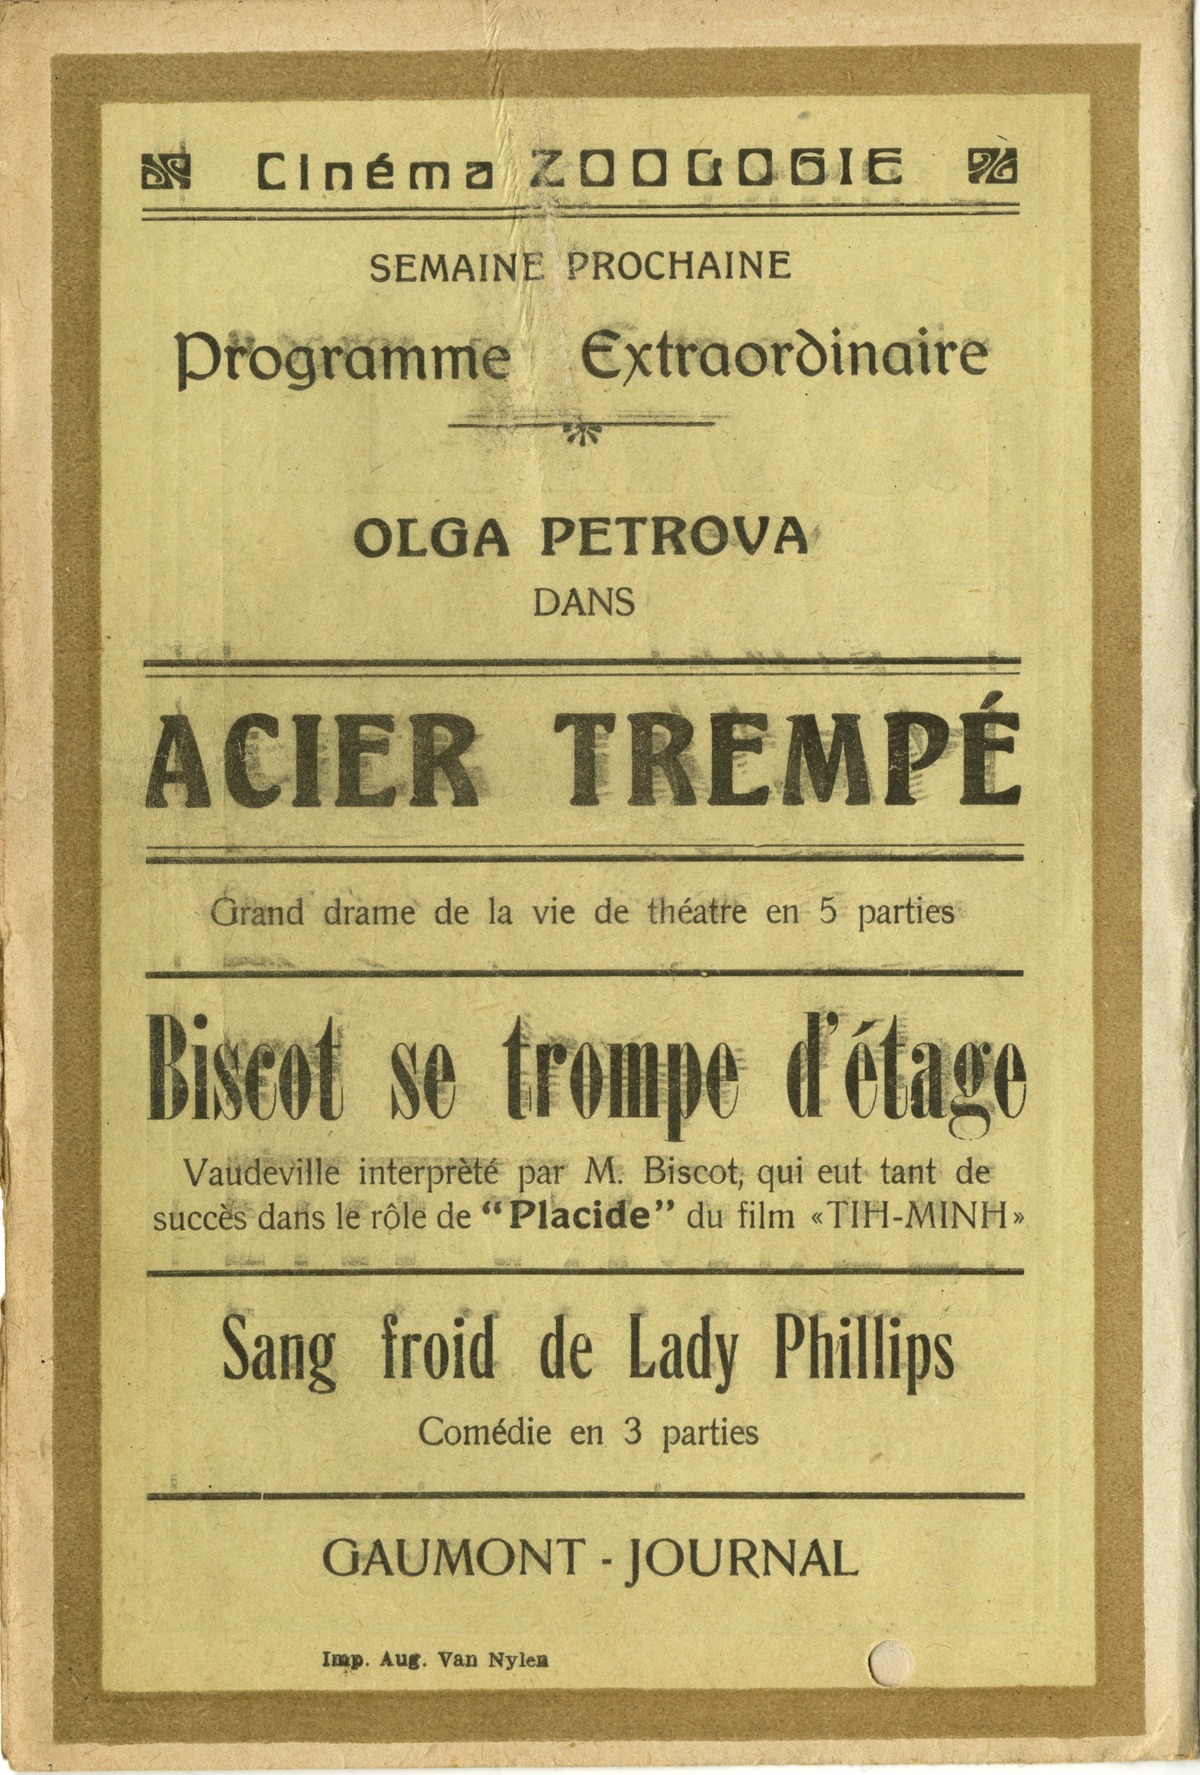 Cinéma ZOOLOGIE
SEMAINE PROCHAINE
Programme Extraordinaire
OLGA PETROVA
DANS
ACIER TREMPÉ
Grand drame de la vie de théatre en 5 parties
Biscot se trompe d'étage
Vaudeville interprèté par M. Biscot, qui eut tant de
succès dans le rôle de “Placide” du film «TIH-MINH»
Sang froid de Lady Phillips
Comédie en 3 parties
GAUMONT - JOURNAL
Imp. Aug. Van Nylen